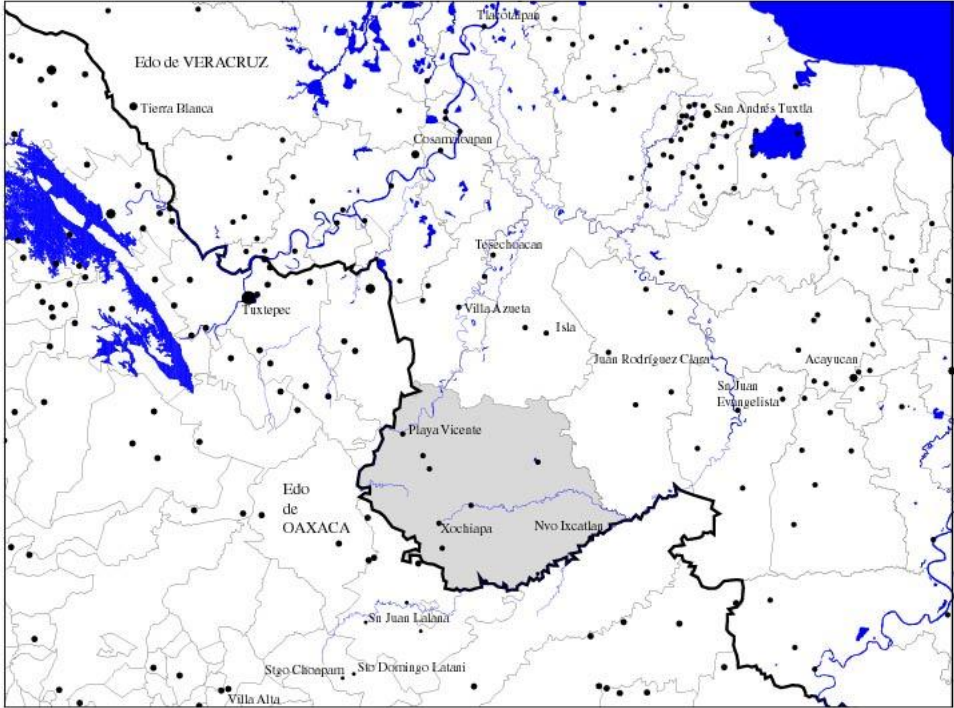 Tlacotalpan
Edo de VERACRUZ
Tierra Blanca
San Andrés Tuxtla
Cosamaloapan
Tesechoacan
Tuxtepec
Villa Azueta
Isla
Juan Rodríguez Clara
Acayucan
Sn Juan
Evangelista
Playa Vicente
Edo
de
OAXACA
Xochiapa
Nvo Ixcatlan
Sn Juan Lalana
Stgo Choapam
Sto Domingo Latani
Villa Alta